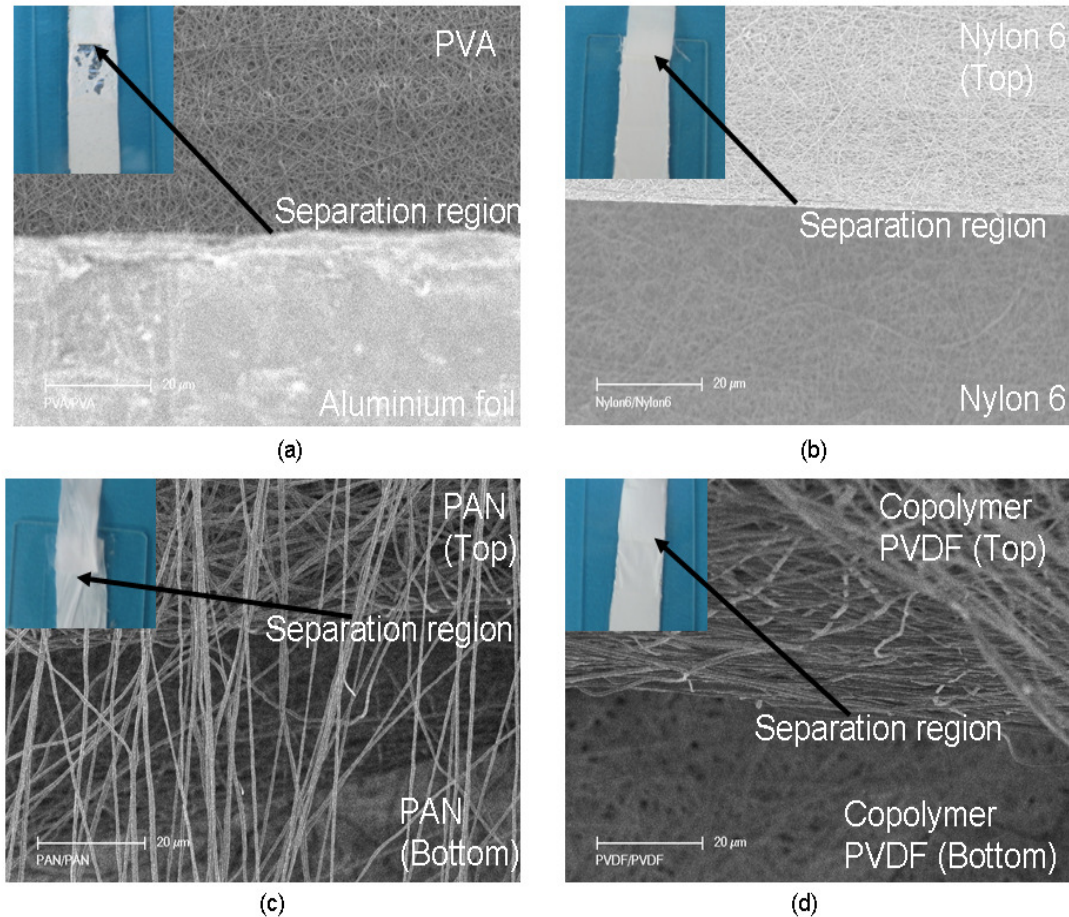 PVA
Separation region
20 µm
PVA/PVA
Aluminium foil
(a)
Nylon 6
(Top)
Separation region
20 µm
Nylon6/Nylon6
Nylon 6
(b)
PAN
(Top)
Separation region
PAN
(Bottom)
20 µm
PAN/PAN
(c)
Copolymer
PVDF (Top)
Separation region
Copolymer
PVDF (Bottom)
20 µm
PVDF/PVDF
(d)